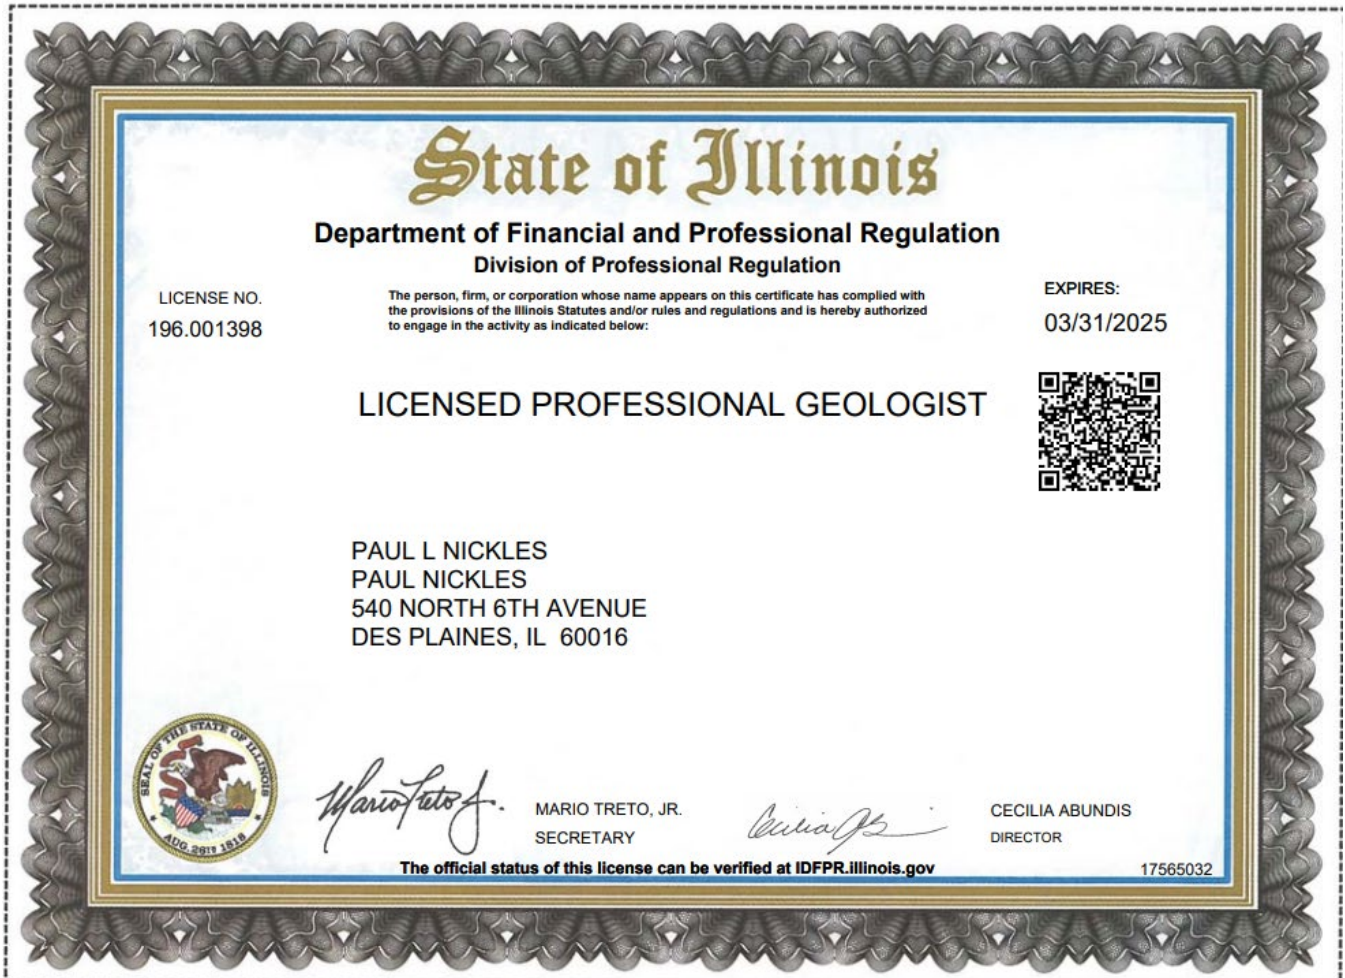 State of Illinois
Department of Financial and Professional Regulation
Division of Professional Regulation
LICENSE NO.
196.001398
The person, firm, or corporation whose name appears on this certificate has complied with
the provisions of the Illinois Statutes and/or rules and regulations and is hereby authorized
to engage in the activity as indicated below:
EXPIRES:
03/31/2025
LICENSED PROFESSIONAL GEOLOGIST
PAUL L NICKLES
PAUL NICKLES
540 NORTH 6TH AVENUE
DES PLAINES, IL 60016
SEAL OF THE STATE OF ILLINOIS
AUG. 26TH 1818
Mario Treto Jr.
MARIO TRETO, JR.
SECRETARY
CECILIA ABUNDIS
DIRECTOR
The official status of this license can be verified at IDFPR.illinois.gov
17565032